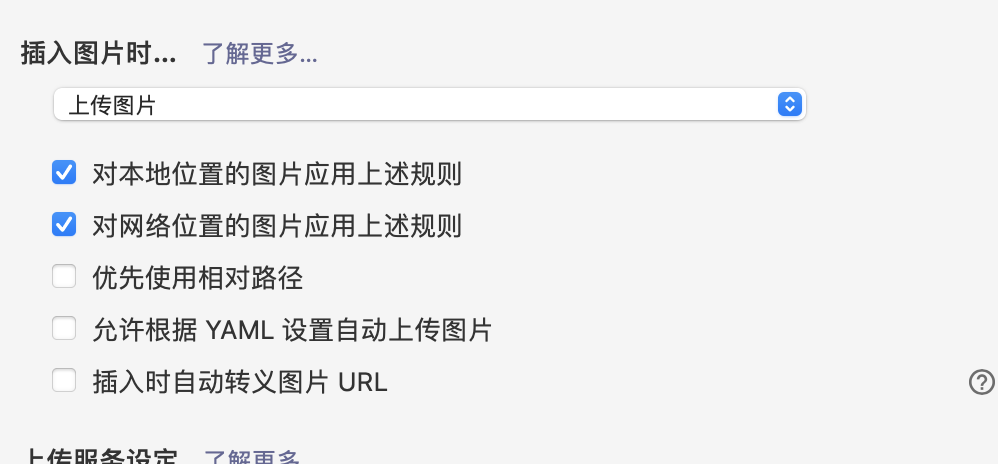 插入图片时... 了解更多...
上传图片
对本地位置的图片应用上述规则
对网络位置的图片应用上述规则
优先使用相对路径
允许根据 YAML 设置自动上传图片
插入时自动转义图片 URL
上传服务设定 了解更多